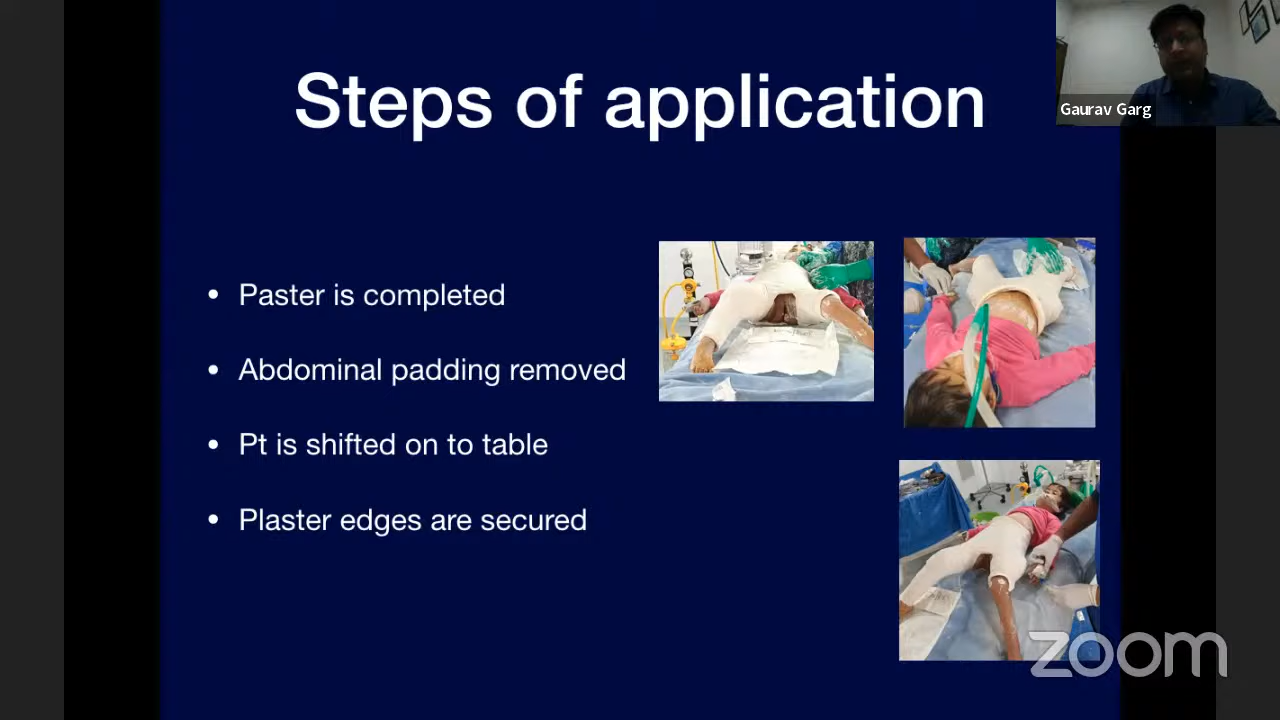 Steps of application
Gaurav Garg
• Paster is completed
• Abdominal padding removed
• Pt is shifted on to table
• Plaster edges are secured
zoom